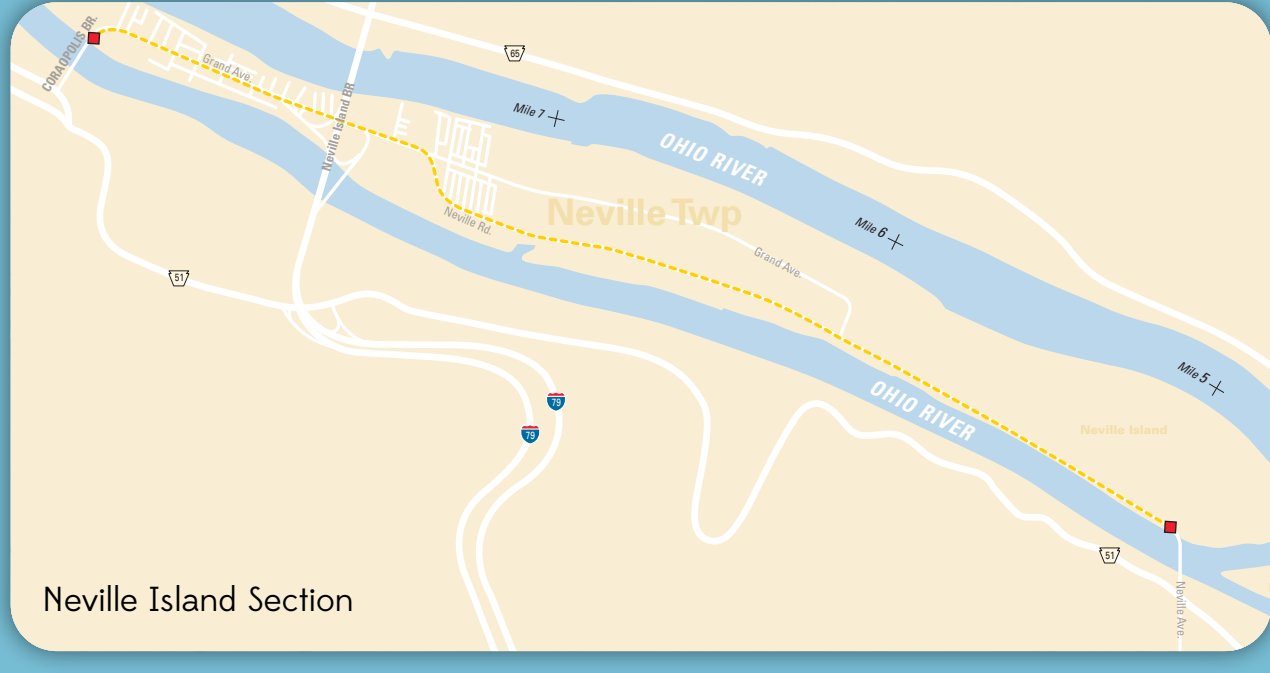 CORAOPOLIS BR.
65
Grand Ave.
Neville Island BR
Mile 7
OHIO RIVER
Neville Twp
Neville Rd.
Mile 6
Grand Ave.
51
Mile 5
79
OHIO RIVER
79
Neville Island
51
Neville Ave.
Neville Island Section